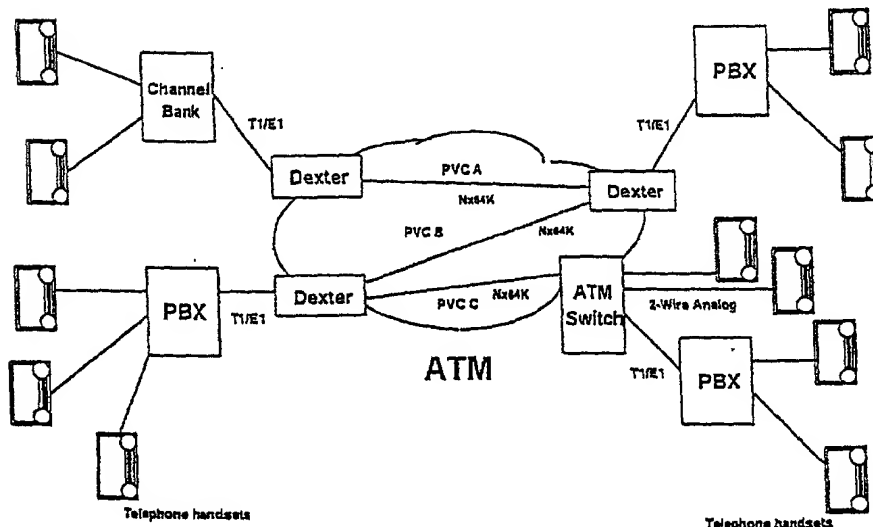 Channel
Bank
PBX
T1/E1
T1/E1
Dexter
PVC A
Nx64K
Dexter
PVC B
Nx64K
PBX
T1/E1
Dexter
Nx64K
PVC C
ATM
Switch
2-Wire Analog
ATM
T1/E1
PBX
Telephone handsets
Telephone handsets